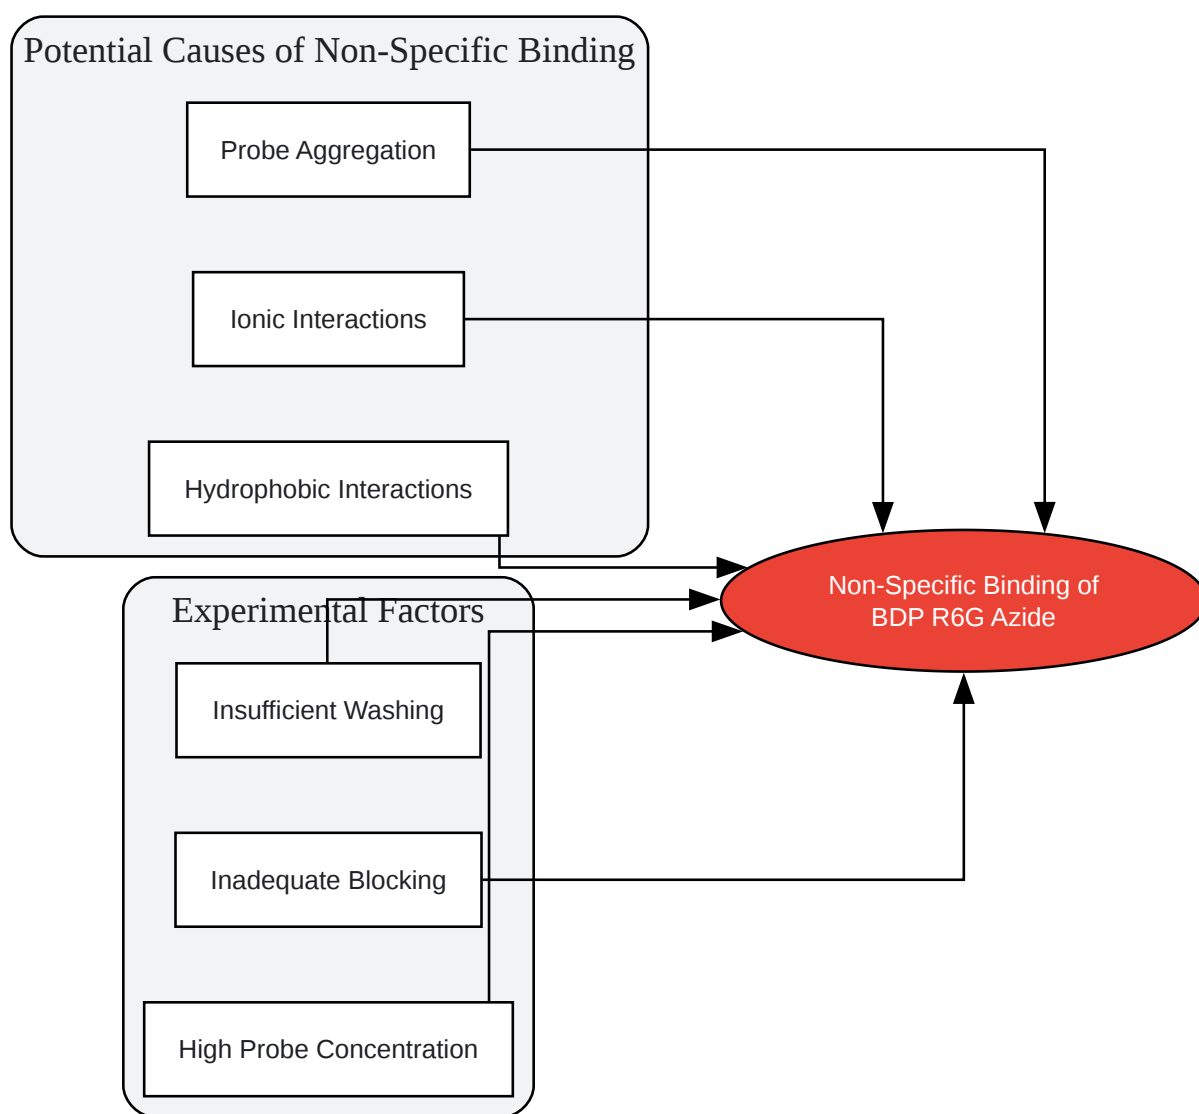 Potential Causes of Non-Specific Binding
Probe Aggregation
Ionic Interactions
Hydrophobic Interactions
Non-Specific Binding of
BDP R6G Azide
Experimental Factors
Insufficient Washing
Inadequate Blocking
High Probe Concentration